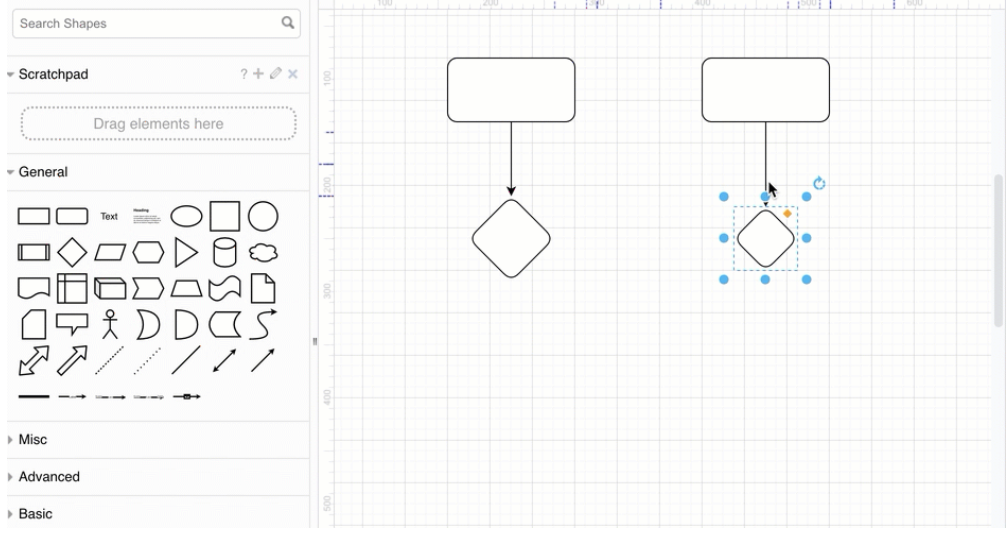 100 200 300 400 500 600
Search Shapes
Scratchpad
?
100
Drag elements here
General
200
Text
Heading
300
400
Misc
Advanced
500
Basic